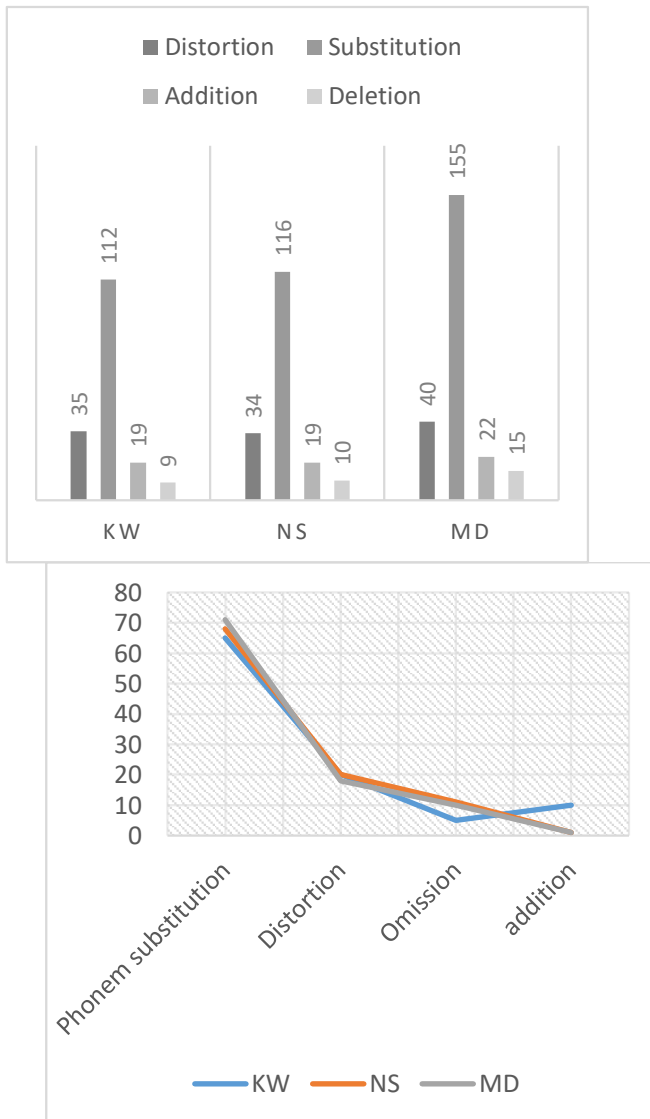 Distortion Substitution
Addition Deletion
35 112 19 9 34 116 19 10 40 155 22 15
KW NS MD
80
70
60
50
40
30
20
10
0
Phonem substitution
Distortion
Omission
addition
KW NS MD